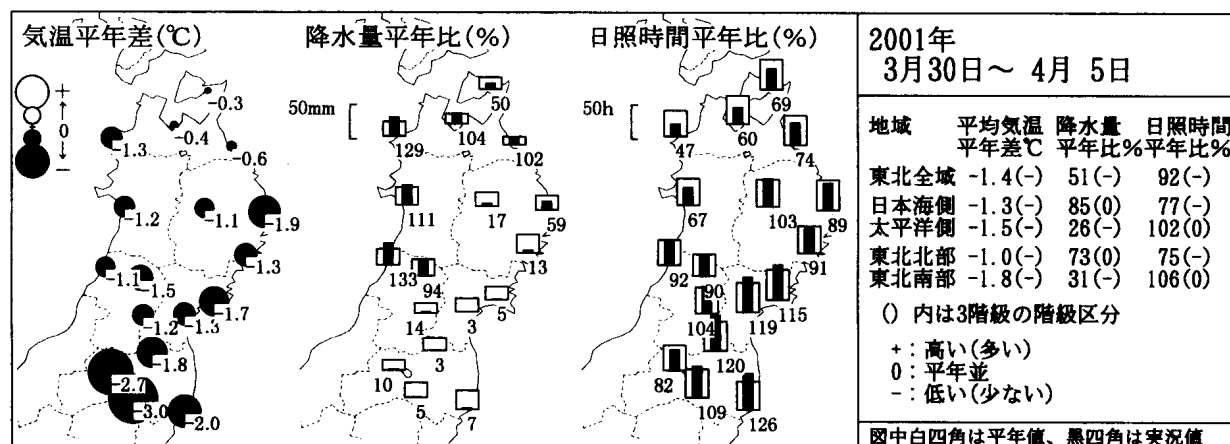 気温平年差(℃)
+
↑
0
↓
−
-0.3
-0.4
-1.3
-0.6
-1.2
-1.1
-1.9
-1.3
-1.1
-1.5
-1.7
-1.2
-1.3
-1.8
-2.7
-3.0
-2.0
降水量平年比(%)
50mm
50
104
129
102
111
17
59
13
133
94
5
14
3
3
10
5
7
日照時間平年比(%)
50h
69
60
47
74
67
103
89
91
92
90
115
104
119
120
82
109
126
2001年
3月30日～ 4月 5日
地域 平均気温 降水量 日照時間
平年差℃ 平年比% 平年比%
東北全域 -1.4(-) 51(-) 92(-)
日本海側 -1.3(-) 85(0) 77(-)
太平洋側 -1.5(-) 26(-) 102(0)
東北北部 -1.0(-) 73(0) 75(-)
東北南部 -1.8(-) 31(-) 106(0)
() 内は3階級の階級区分
+：高い(多い)
0：平年並
-：低い(少ない)
図中白四角は平年値、黒四角は実況値